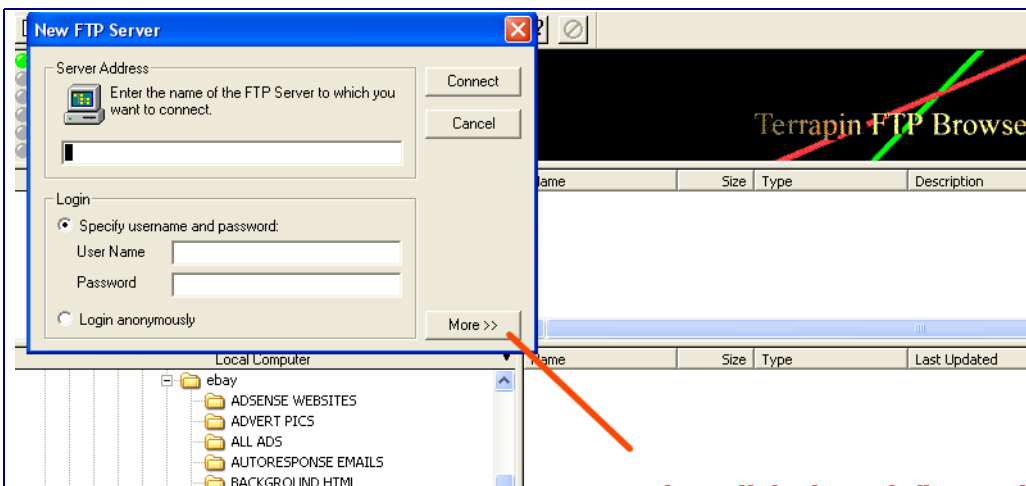 New FTP Server
Server Address
Enter the name of the FTP Server to which you
want to connect.
Connect
Cancel
Login
Specify username and password:
User Name
Password
Login anonymously
More >>
Terrapin FTP Browse
Name Size Type Description
Local Computer
Name Size Type Last Updated
ebay
ADSENSE WEBSITES
ADVERT PICS
ALL ADS
AUTORESPONSE EMAILS
BACKGROUND HTML